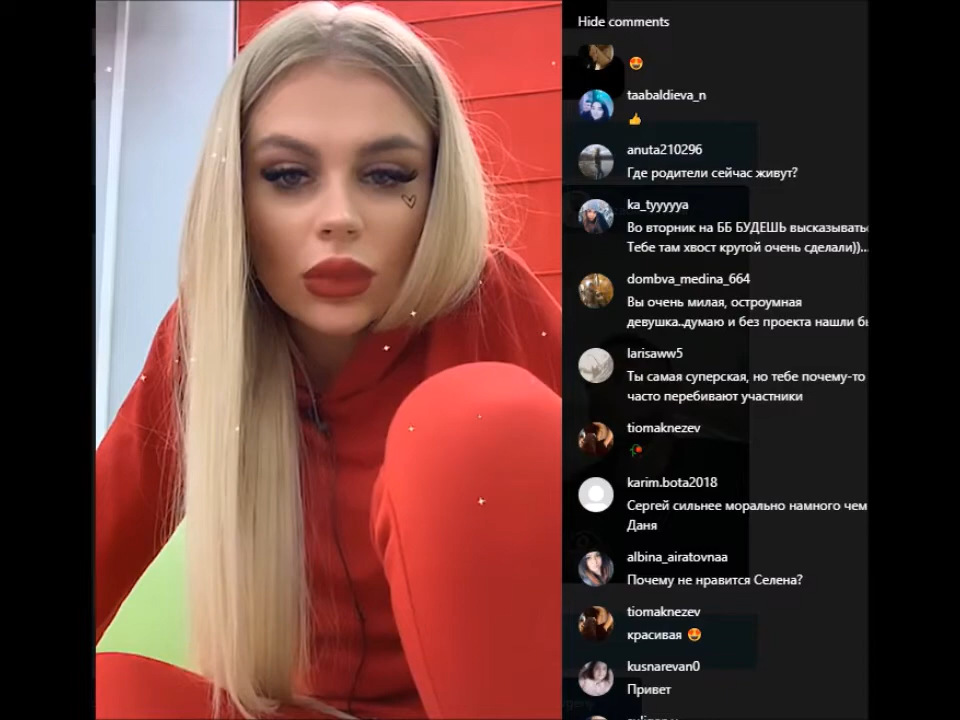 Hide comments
😍
taabaldieva_n
👍
anuta210296
Где родители сейчас живут?
ka_tyyyyya
Во вторник на ББ БУДЕШЬ высказывать
Тебе там хвост крутой очень сделали))...
dombva_medina_664
Вы очень милая, остроумная
девушка..думаю и без проекта нашли
larisaww5
Ты самая суперская, но тебе почему-то
часто перебивают участники
tiomaknezev
🥀
karim.bota2018
Сергей сильнее морально намного чем
Даня
albina_airatovnaa
Почему не нравится Селена?
tiomaknezev
красивая 😍
kusnarevan0
Привет